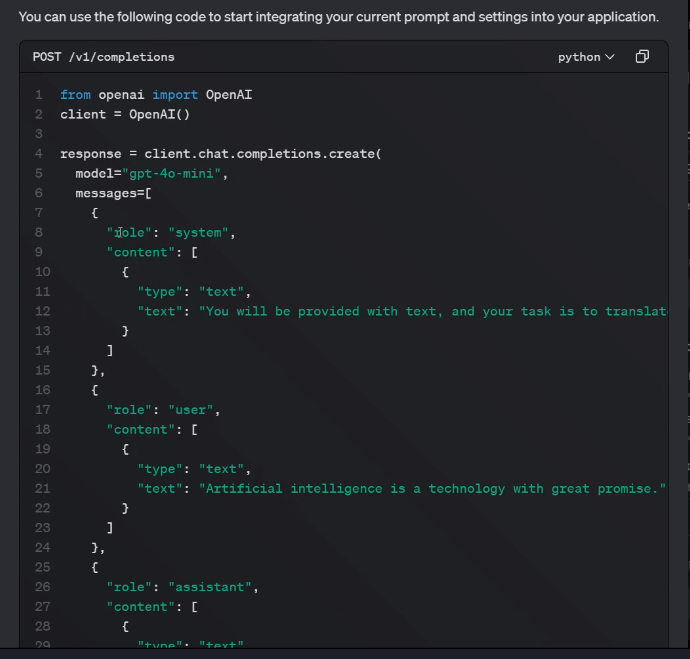 You can use the following code to start integrating your current prompt and settings into your application.
POST /v1/completions python
1 from openai import OpenAI
2 client = OpenAI()
3
4 response = client.chat.completions.create(
5 model="gpt-4o-mini",
6 messages=[
7 {
8 "role": "system",
9 "content": [
10 {
11 "type": "text",
12 "text": "You will be provided with text, and your task is to translat
13 }
14 ]
15 },
16 {
17 "role": "user",
18 "content": [
19 {
20 "type": "text",
21 "text": "Artificial intelligence is a technology with great promise."
22 }
23 ]
24 },
25 {
26 "role": "assistant",
27 "content": [
28 {
29 "type": "text"